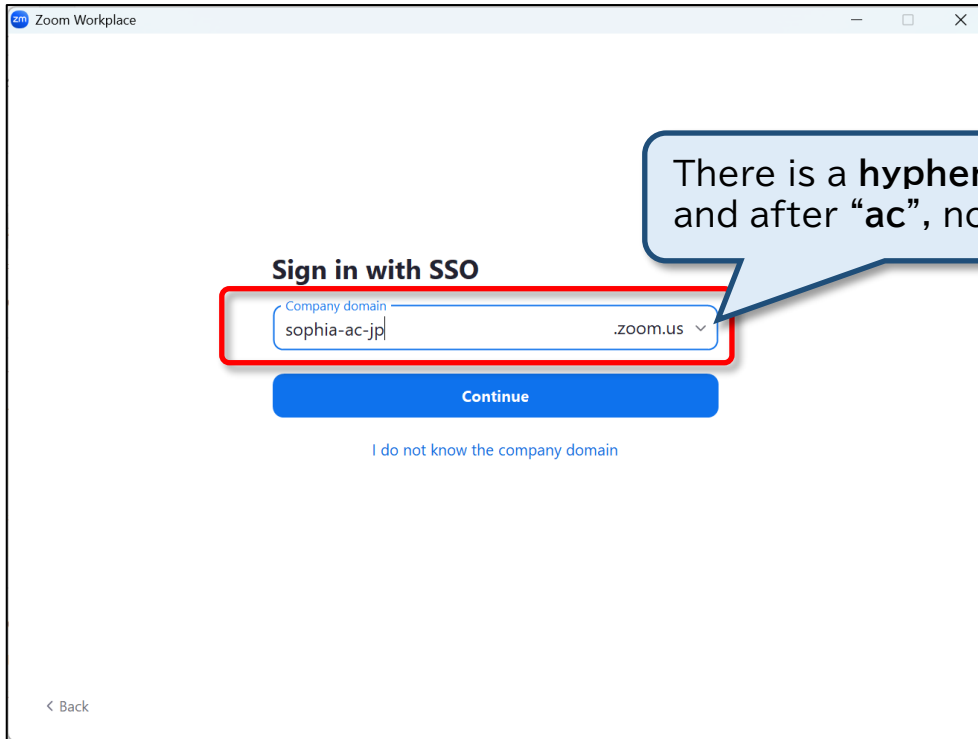 zm Zoom Workplace
There is a hyphen
and after “ac”, no
Sign in with SSO
Company domain
sophia-ac-jp .zoom.us
Continue
I do not know the company domain
< Back